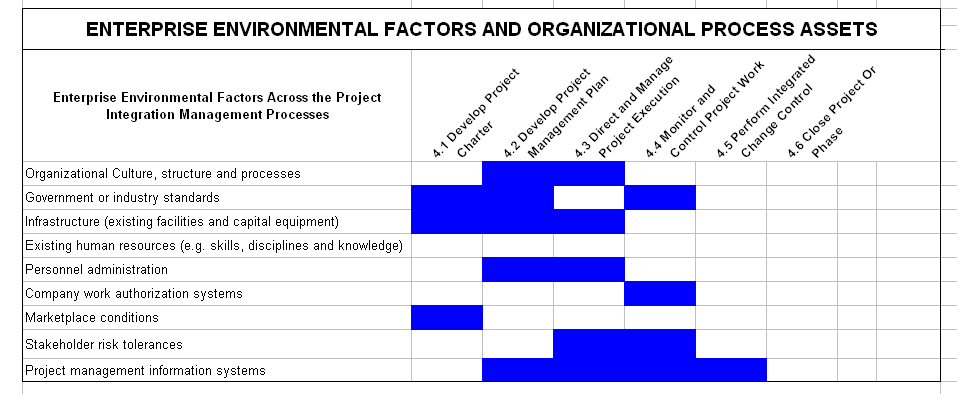 ENTERPRISE ENVIRONMENTAL FACTORS AND ORGANIZATIONAL PROCESS ASSETS
Enterprise Environmental Factors Across the Project
Integration Management Processes
4.1 Develop Project
Charter
4.2 Develop Project
Management Plan
4.3 Direct and Manage
Project Execution
4.4 Monitor and
Control Project Work
4.5 Perform Integrated
Change Control
4.6 Close Project Or
Phase
Organizational Culture, structure and processes
Government or industry standards
Infrastructure (existing facilities and capital equipment)
Existing human resources (e.g. skills, disciplines and knowledge)
Personnel administration
Company work authorization systems
Marketplace conditions
Stakeholder risk tolerances
Project management information systems